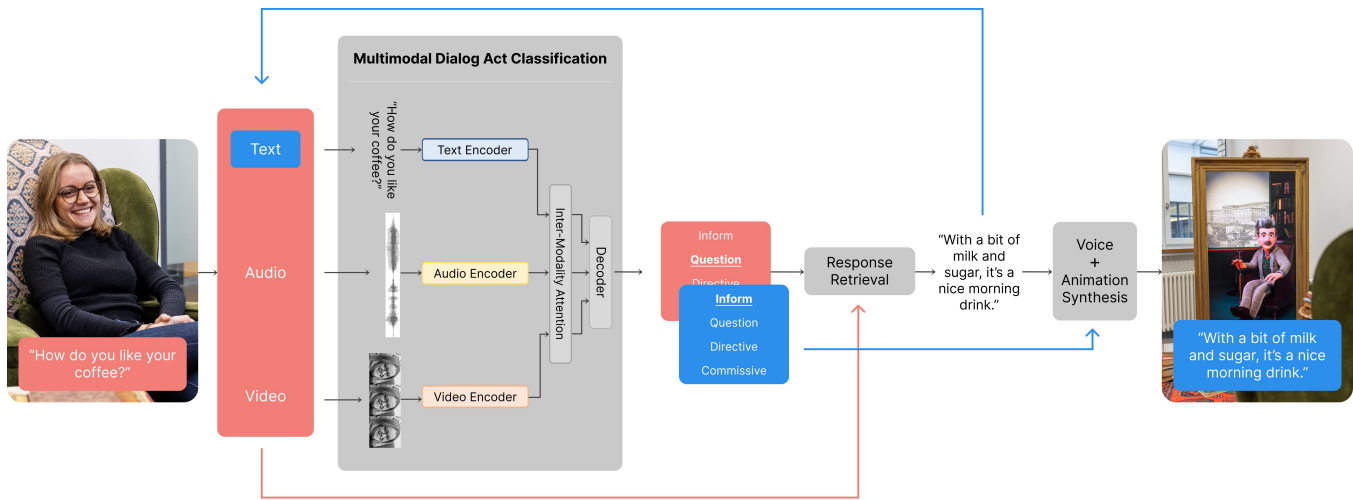 Multimodal Dialog Act Classification
Text
Audio
Video
"How do you like your
coffee?"
"How do you like
your coffee?"
Text Encoder
Audio Encoder
Video Encoder
Inter-Modality Attention
Decoder
Inform
Question
Directive
Inform
Question
Directive
Commissive
Response
Retrieval
"With a bit of
milk and
sugar, it's a
nice morning
drink."
Voice
+
Animation
Synthesis
"With a bit of milk
and sugar, it's a nice
morning drink."